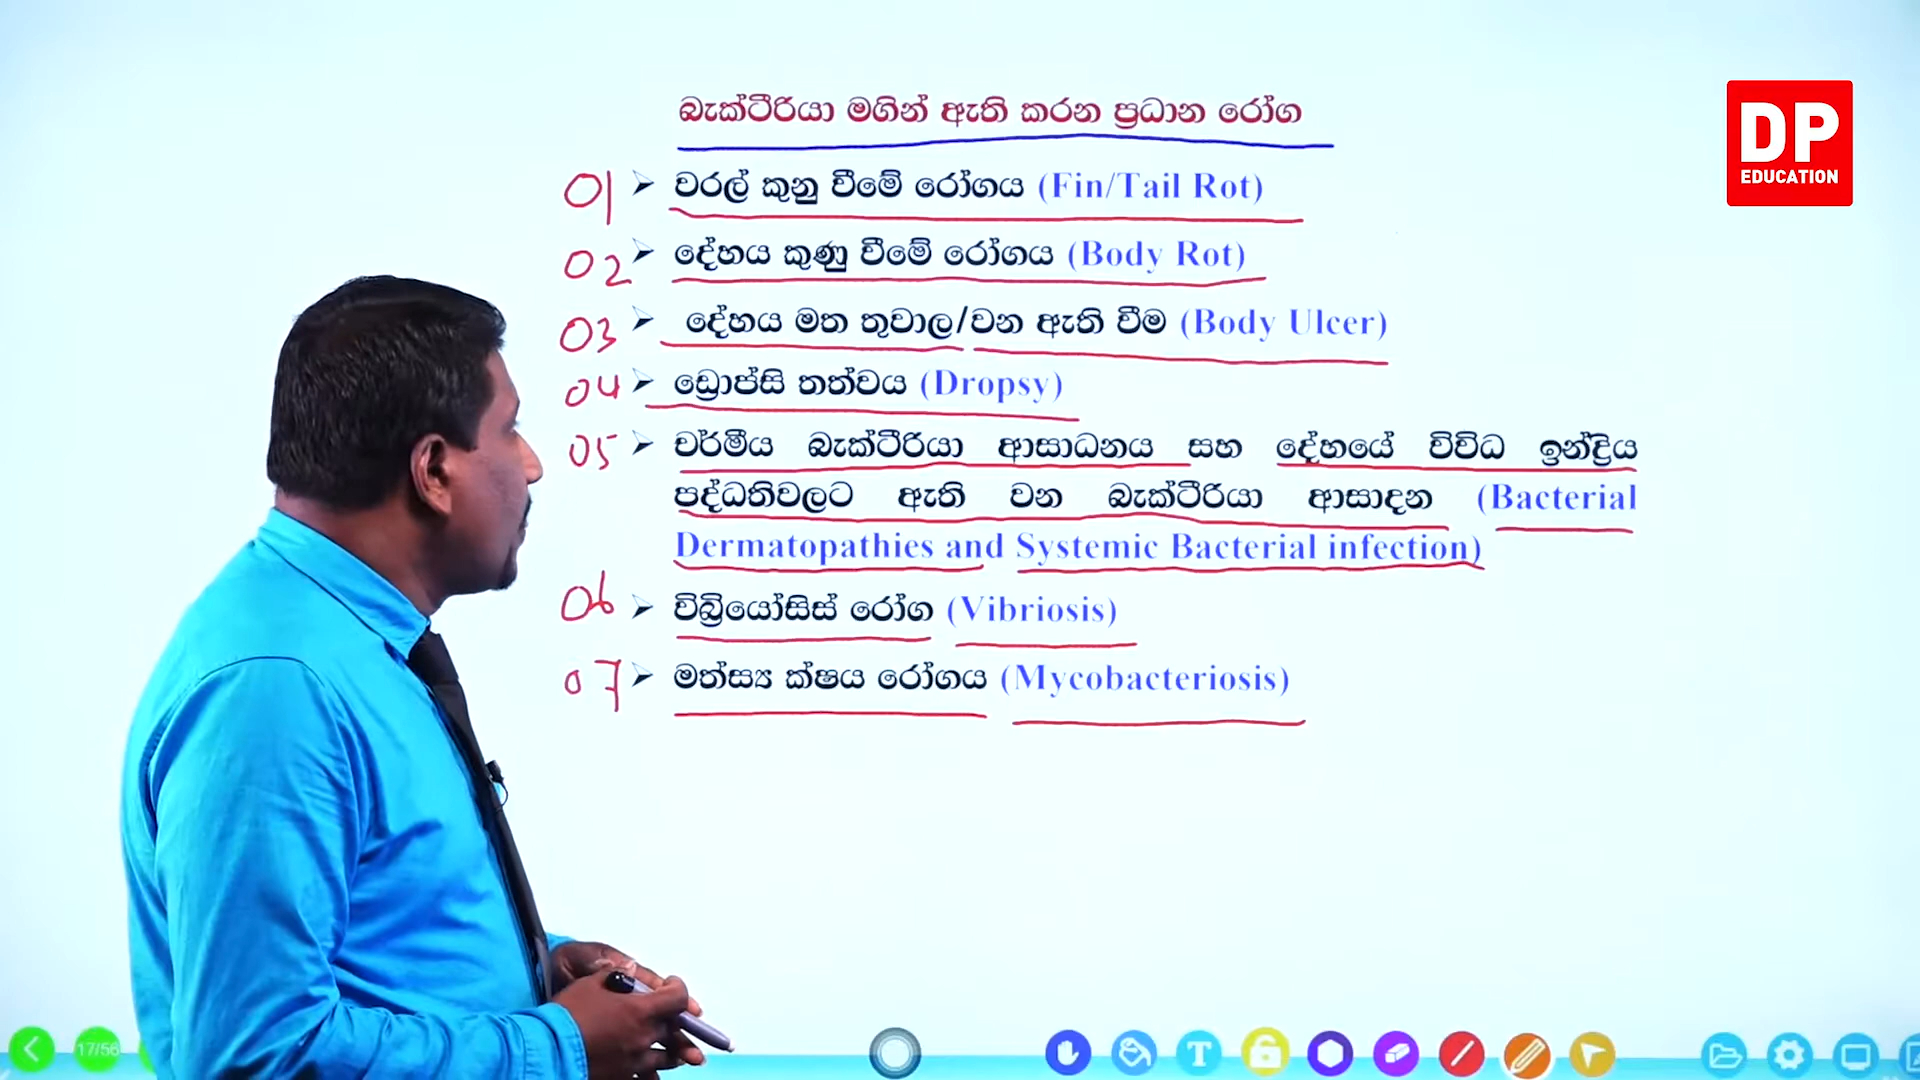 බැක්ටීරියා මගින් ඇති කරන ප්‍රධාන රෝග
DP
EDUCATION
01 ➢ වරල් කුනු වීමේ රෝගය (Fin/Tail Rot)
02 ➢ දේහය කුණු වීමේ රෝගය (Body Rot)
03 ➢ දේහය මත තුවාල/වන ඇති වීම (Body Ulcer)
04 ➢ ඩ්‍රොප්සි තත්වය (Dropsy)
05 ➢ චර්මීය බැක්ටීරියා ආසාධනය සහ දේහයේ විවිධ ඉන්ද්‍රිය
පද්ධතිවලට ඇති වන බැක්ටීරියා ආසාදන (Bacterial
Dermatopathies and Systemic Bacterial infection)
06 ➢ විබ්‍රියෝසිස් රෝග (Vibriosis)
07 ➢ මත්ස්‍ය ක්ෂය රෝගය (Mycobacteriosis)
17/56
T